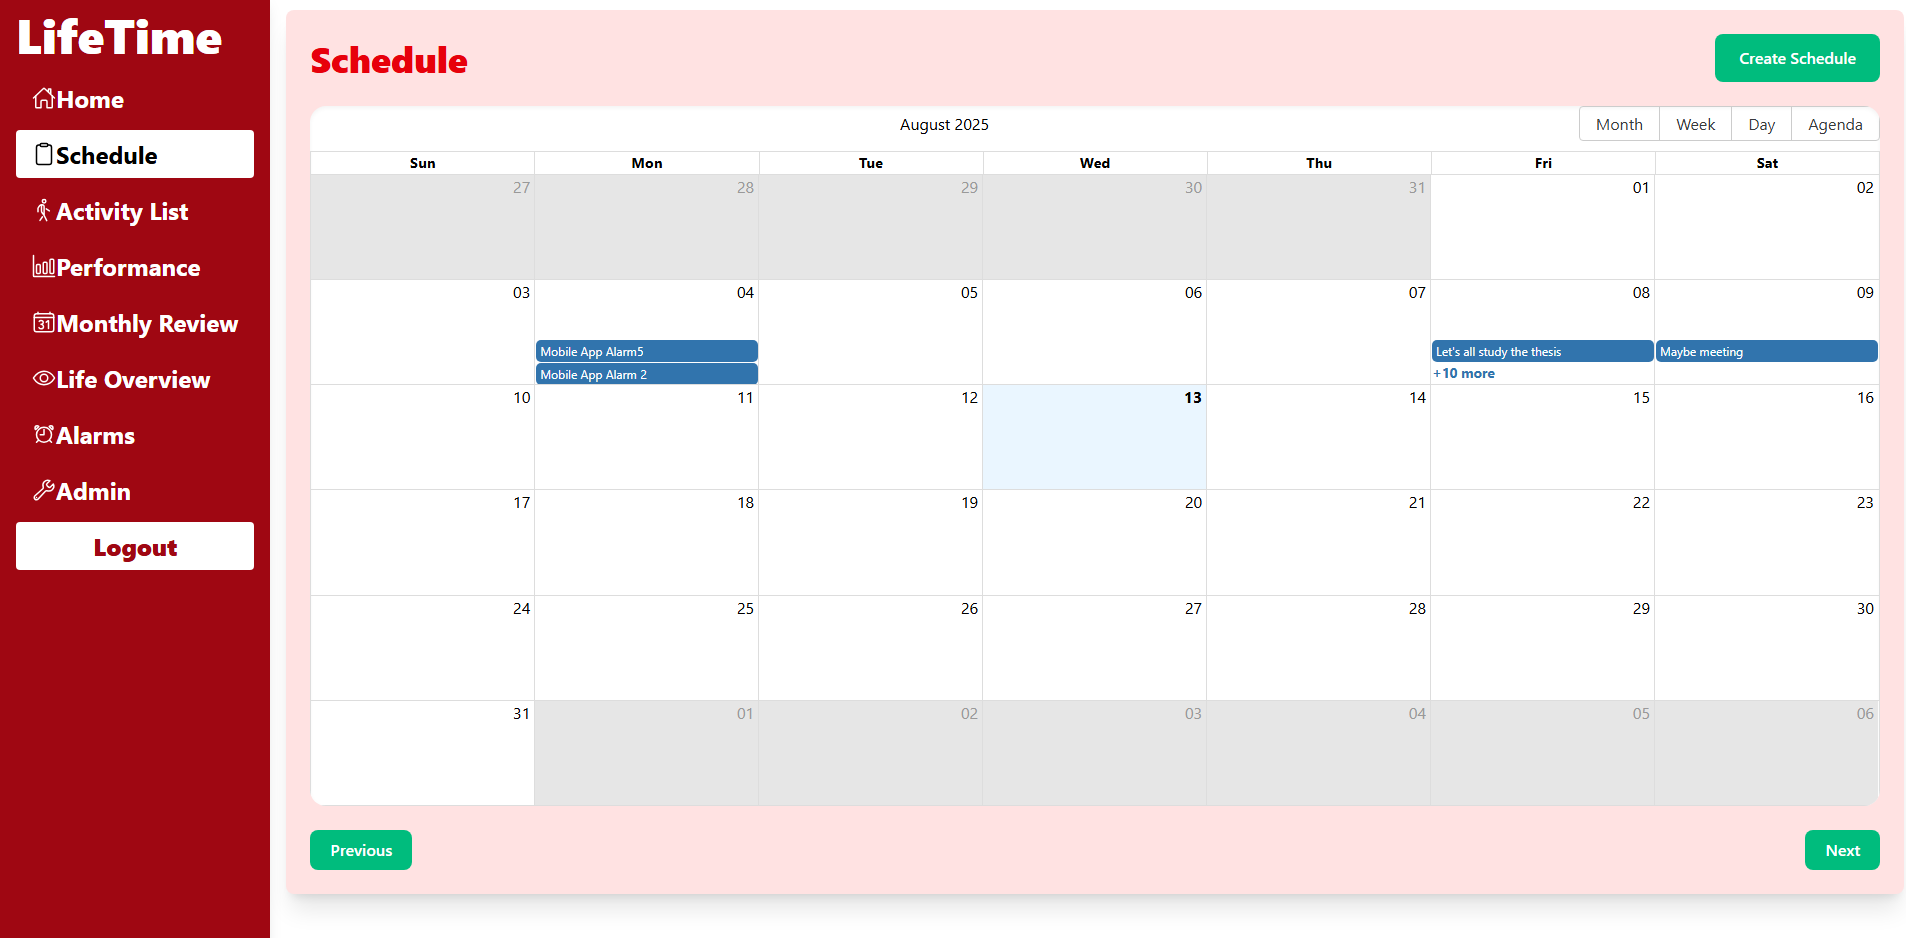 LifeTime
Home
Schedule
Activity List
Performance
Monthly Review
Life Overview
Alarms
Admin
Logout
Schedule
Create Schedule
August 2025
Month Week Day Agenda
Sun Mon Tue Wed Thu Fri Sat
27 28 29 30 31 01 02
03 04 05 06 07 08 09
Mobile App Alarm5 Let's all study the thesis Maybe meeting
Mobile App Alarm 2 +10 more
10 11 12 13 14 15 16
17 18 19 20 21 22 23
24 25 26 27 28 29 30
31 01 02 03 04 05 06
Previous Next